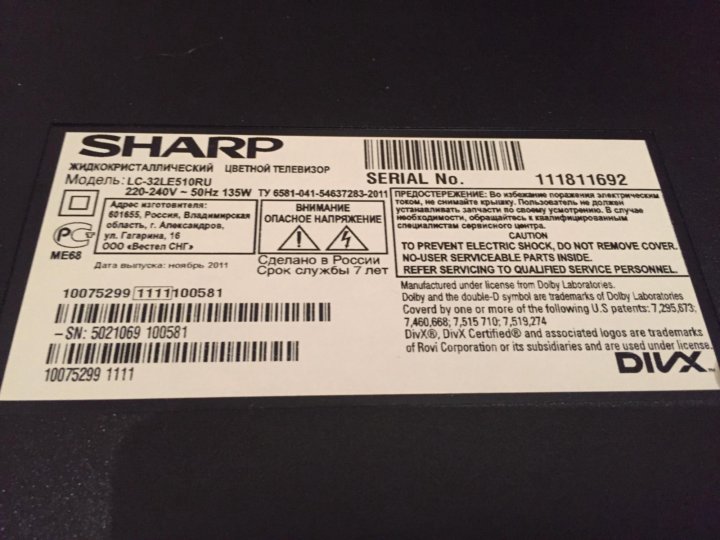 SHARP
ЖИДКОКРИСТАЛЛИЧЕСКИЙ ЦВЕТНОЙ ТЕЛЕВИЗОР
Модель: LC-32LE510RU
220-240V ~ 50Hz 135W ТУ 6581-041-54637283-2011
SERIAL No. 111811692
Адрес изготовителя:
601655, Россия, Владимирская
область, г. Александров,
ул. Гагарина, 16
ООО «Вестел СНГ»
РС
МЕ68
Дата выпуска: ноябрь 2011
ВНИМАНИЕ
ОПАСНОЕ НАПРЯЖЕНИЕ
Сделано в России
Срок службы 7 лет
ПРЕДОСТЕРЕЖЕНИЕ: Во избежание поражения электрическим
током, не снимайте крышку. Пользователь не должен
устанавливать запчасти по своему усмотрению. В случае
необходимости, обращайтесь к квалифицированным
специалистам сервисного центра.
CAUTION
TO PREVENT ELECTRIC SHOCK, DO NOT REMOVE COVER.
NO-USER SERVICEABLE PARTS INSIDE.
REFER SERVICING TO QUALIFIED SERVICE PERSONNEL.
10075299 1111 100581
-SN: 5021069 100581
10075299 1111
Manufactured under license from Dolby Laboratories.
Dolby and the double-D symbol are trademarks of Dolby Laboratories
Coverd by one or more of the following U.S patents: 7,295,673;
7,460,668; 7,515 710; 7,519,274
DivX®, DivX Certified® and associated logos are trademarks
of Rovi Corporation or its subsidiaries and are used under license.
DIVX